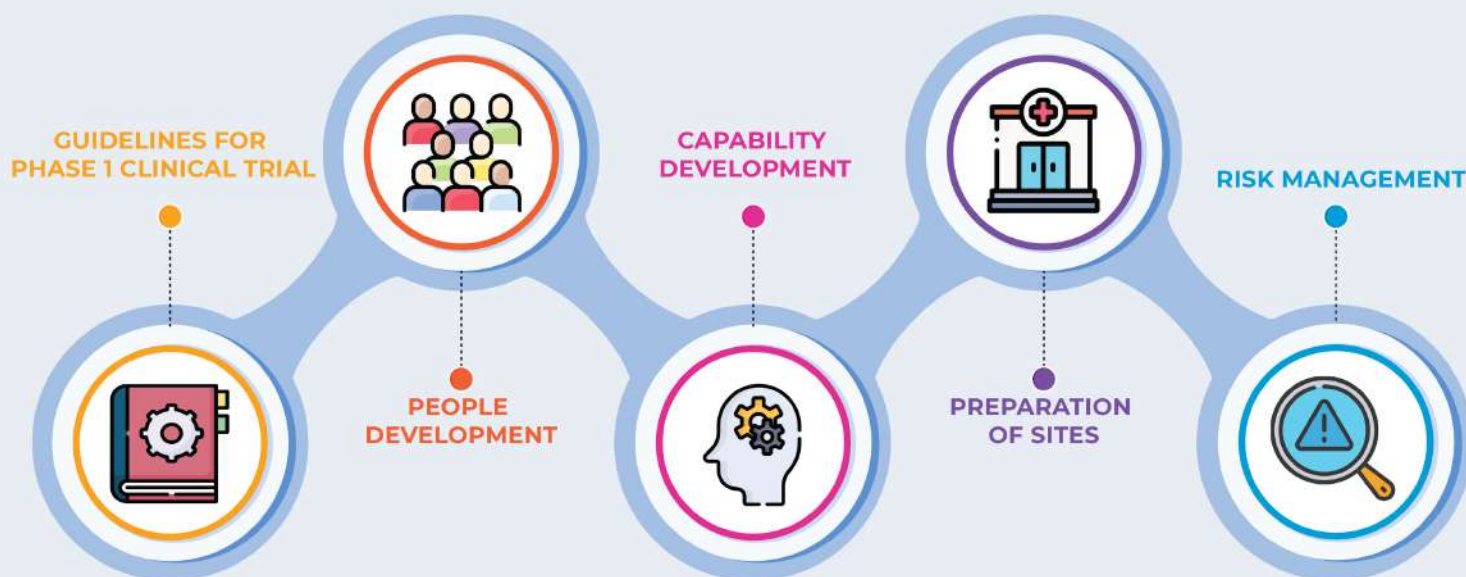 GUIDELINES FOR
PHASE 1 CLINICAL TRIAL
PEOPLE
DEVELOPMENT
CAPABILITY
DEVELOPMENT
PREPARATION
OF SITES
RISK MANAGEMENT